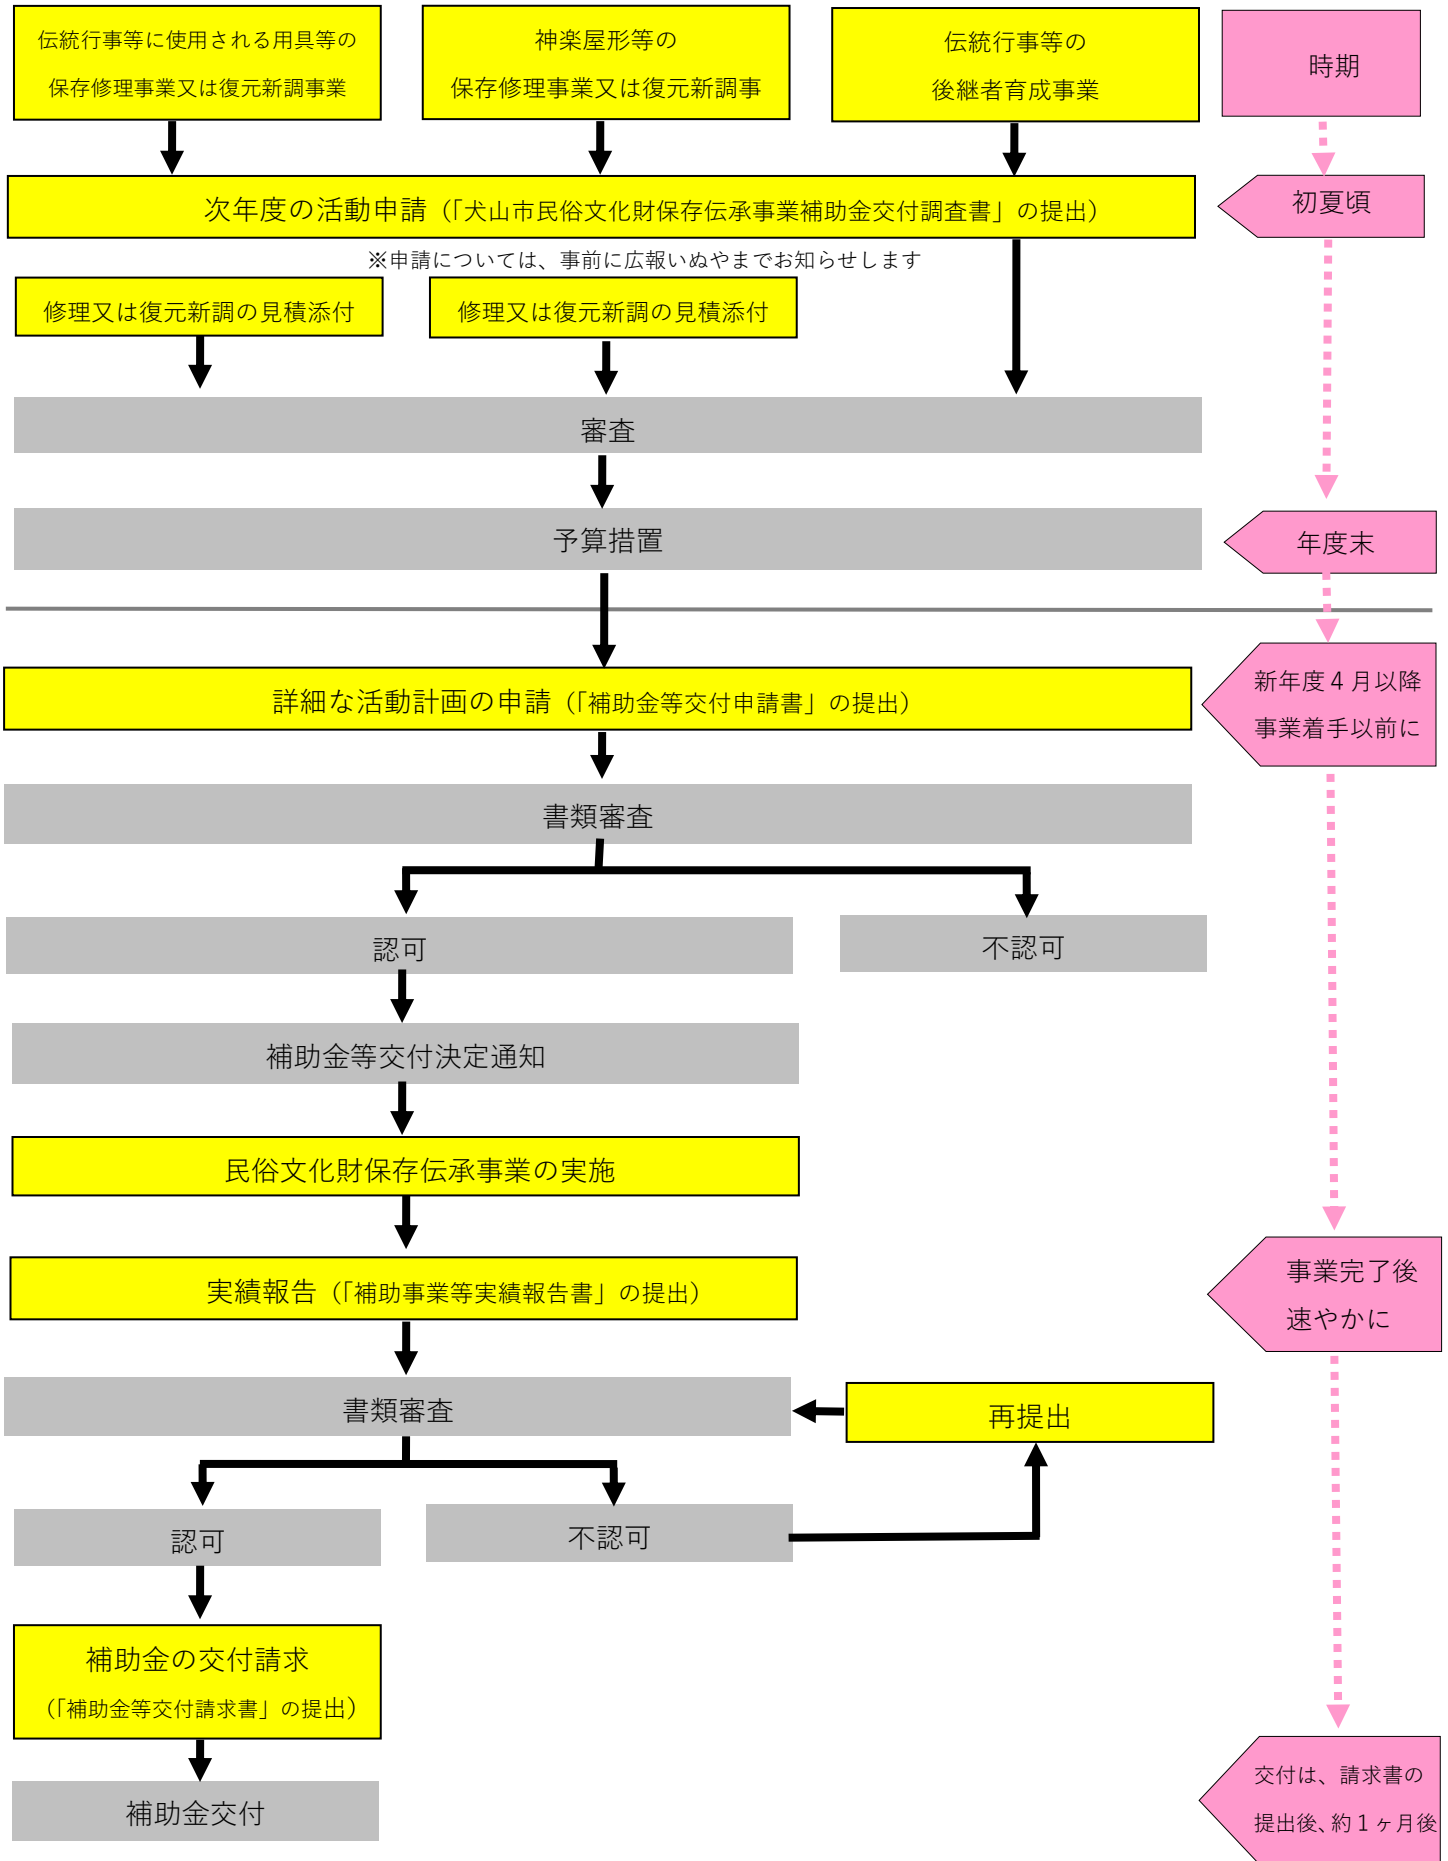 伝統行事等に使用される用具等の
保存修理事業又は復元新調事業
神楽屋形等の
保存修理事業又は復元新調事
伝統行事等の
後継者育成事業
時期
次年度の活動申請（「犬山市民俗文化財保存伝承事業補助金交付調査書」の提出）
初夏頃
※申請については、事前に広報いぬやまでお知らせします
修理又は復元新調の見積添付
修理又は復元新調の見積添付
審査
予算措置
年度末
詳細な活動計画の申請（「補助金等交付申請書」の提出）
新年度４月以降
事業着手以前に
書類審査
認可
不認可
補助金等交付決定通知
民俗文化財保存伝承事業の実施
実績報告（「補助事業等実績報告書」の提出）
事業完了後
速やかに
書類審査
再提出
認可
不認可
補助金の交付請求
（「補助金等交付請求書」の提出）
補助金交付
交付は、請求書の
提出後、約１ヶ月後